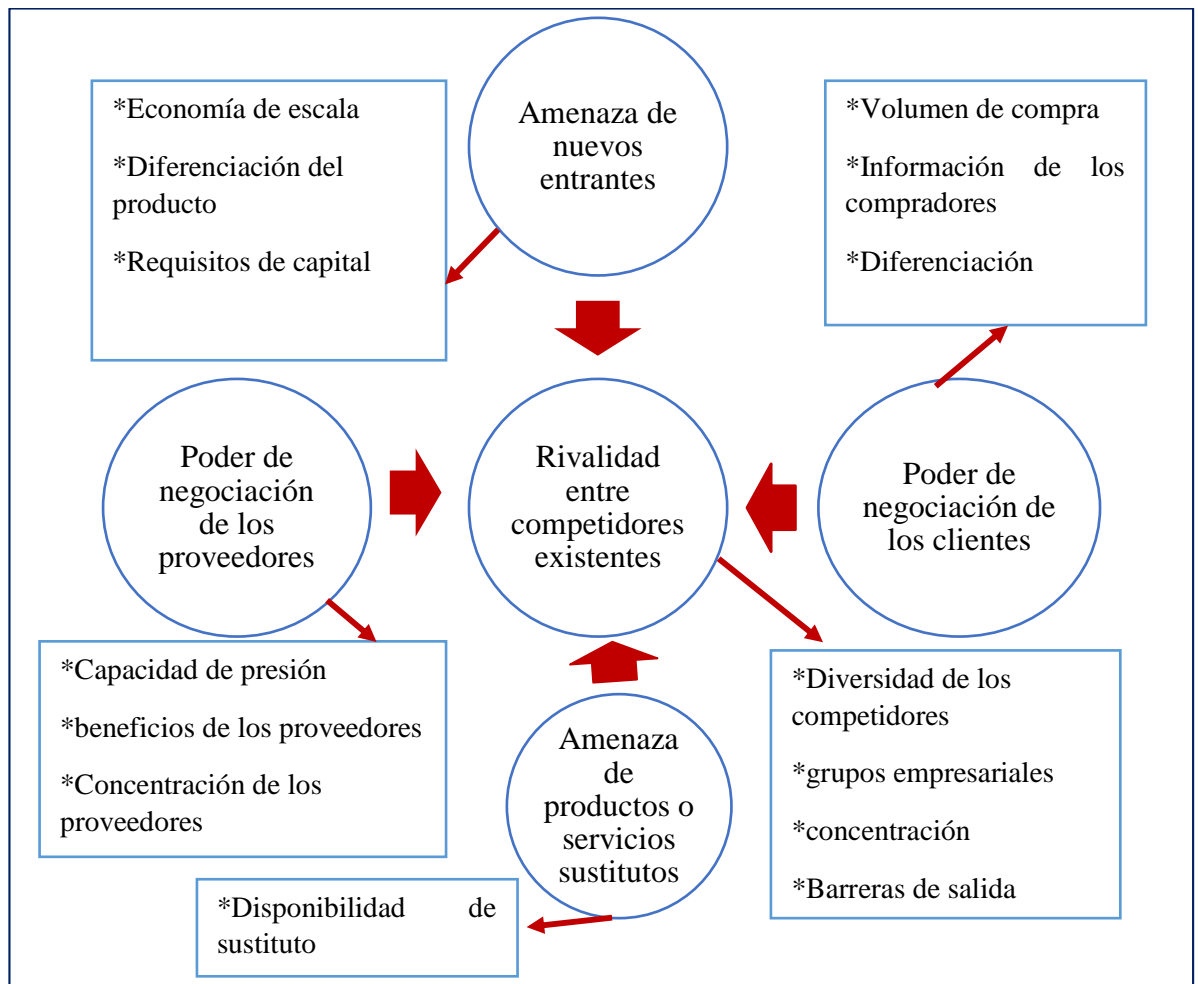 *Economía de escala
*Diferenciación del
producto
*Requisitos de capital
Amenaza de
nuevos
entrantes
*Volumen de compra
*Información de los
compradores
*Diferenciación
Poder de
negociación
de los
proveedores
Rivalidad
entre
competidores
existentes
Poder de
negociación de
los clientes
*Capacidad de presión
*beneficios de los proveedores
*Concentración de los
proveedores
Amenaza
de
productos o
servicios
sustitutos
*Diversidad de los
competidores
*grupos empresariales
*concentración
*Barreras de salida
*Disponibilidad de
sustituto